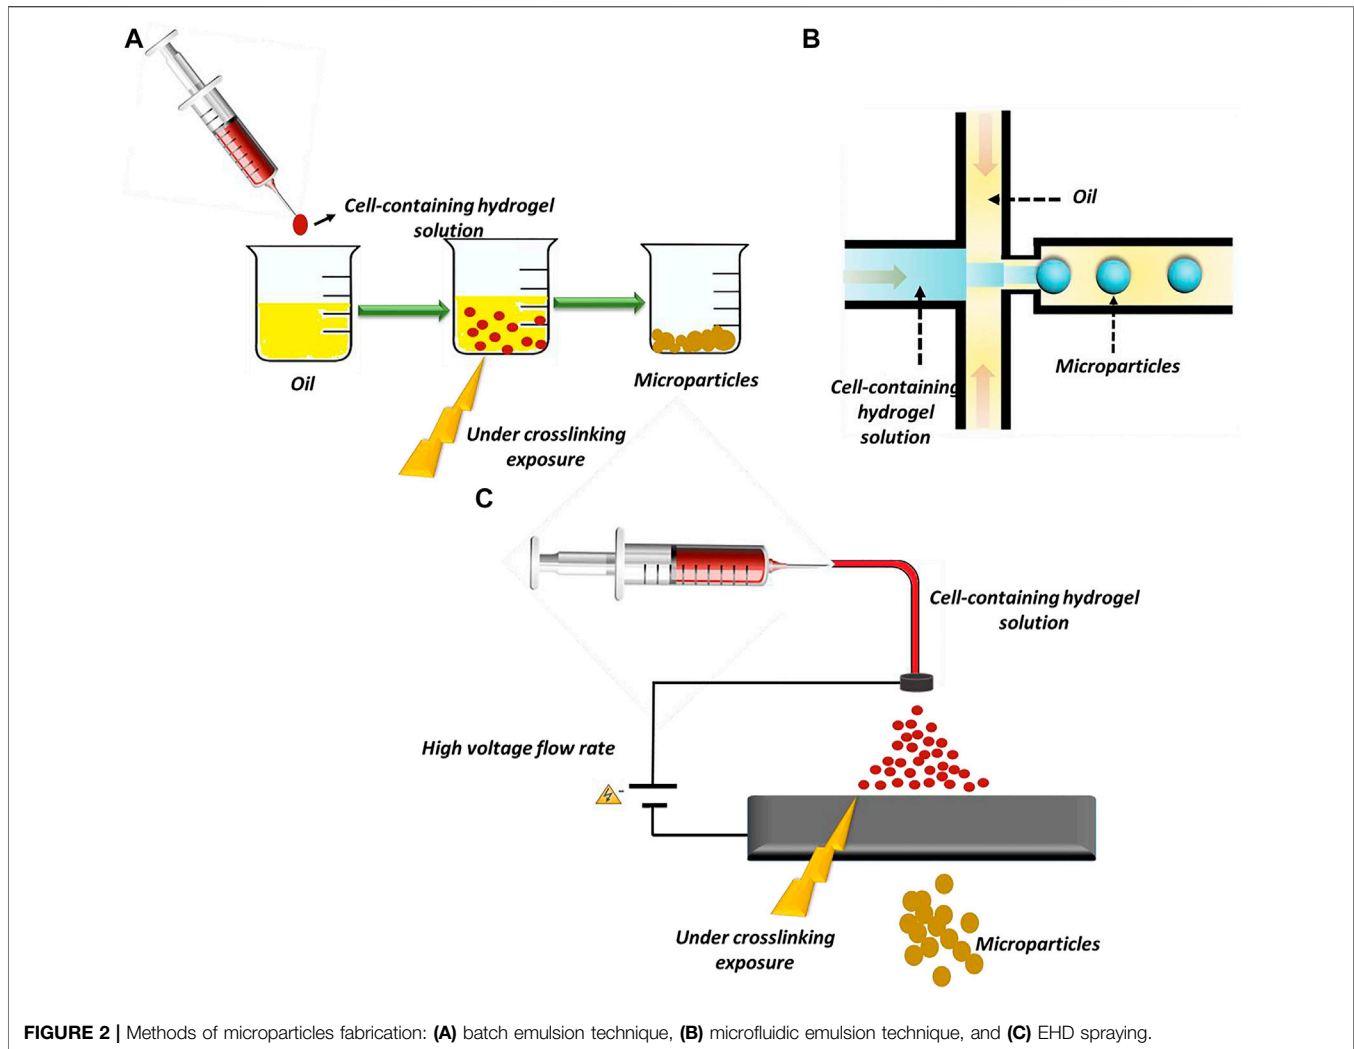 A
Cell-containing hydrogel
solution
Oil
Microparticles
Under crosslinking
exposure
B
Oil
Microparticles
Cell-containing
hydrogel
solution
C
Cell-containing hydrogel
solution
High voltage flow rate
-
Under crosslinking
exposure
Microparticles
FIGURE 2 | Methods of microparticles fabrication: (A) batch emulsion technique, (B) microfluidic emulsion technique, and (C) EHD spraying.